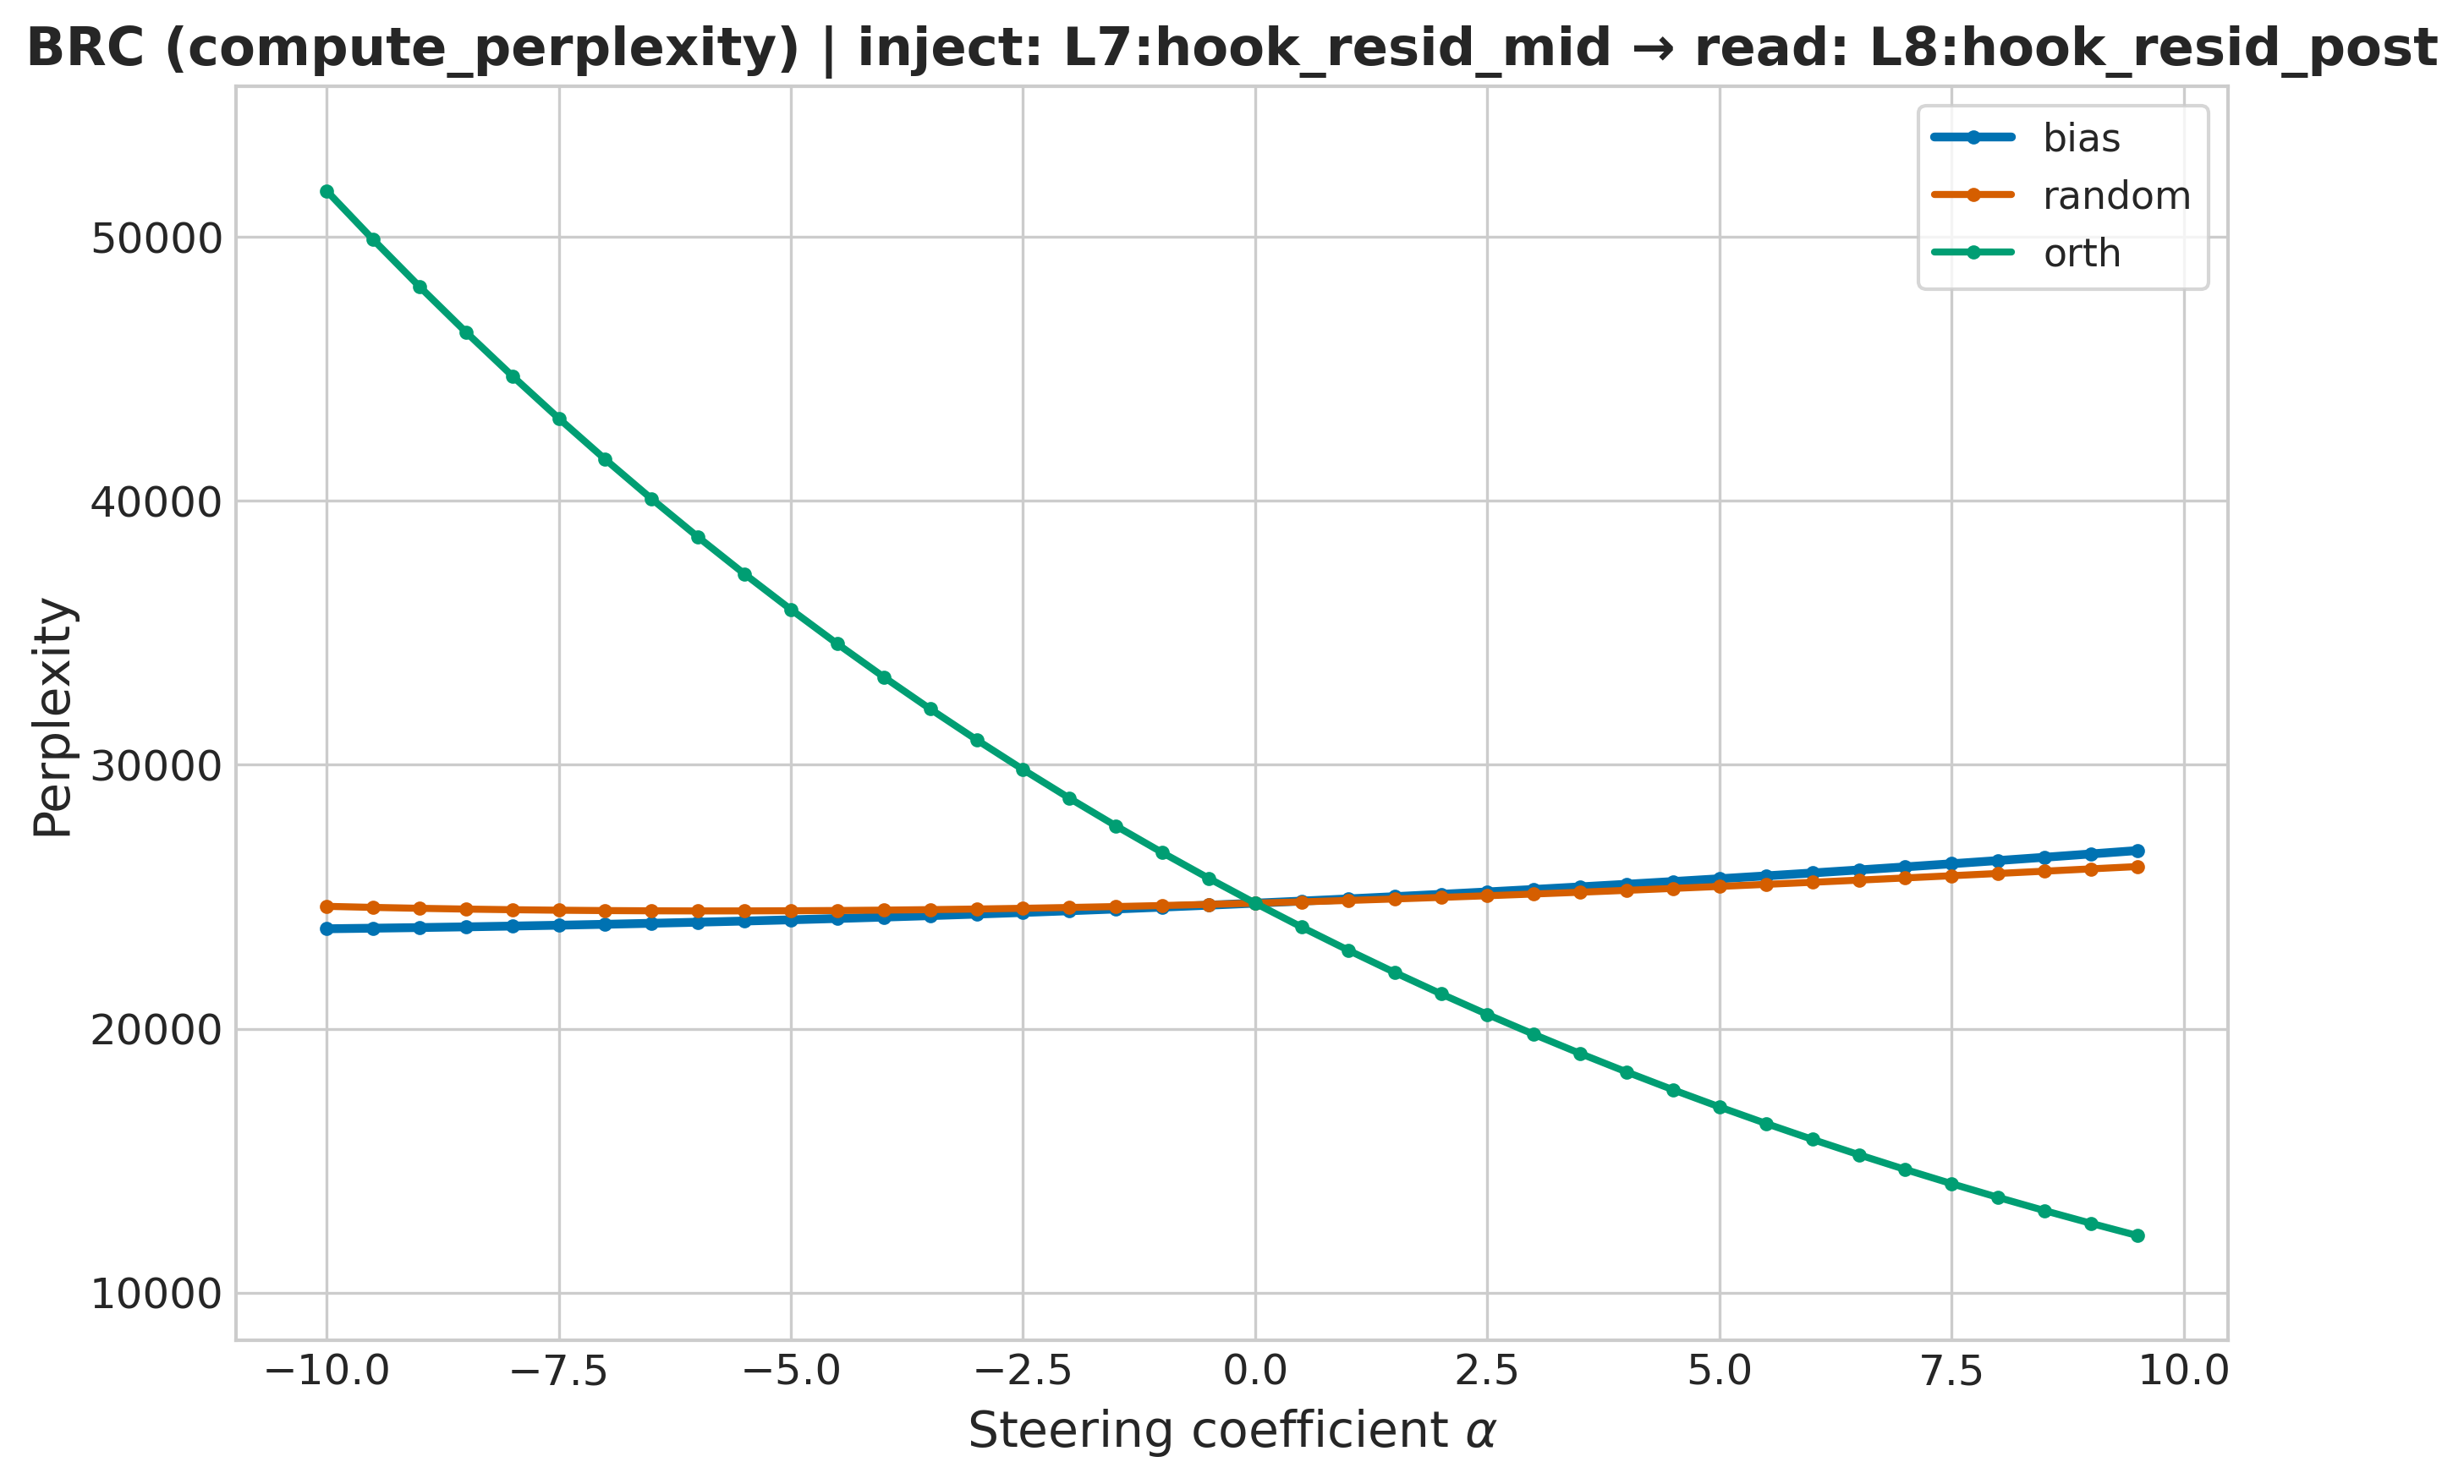 BRC (compute_perplexity) | inject: L7:hook_resid_mid → read: L8:hook_resid_post
bias
random
orth
50000
40000
30000
20000
10000
Perplexity
−10.0 −7.5 −5.0 −2.5 0.0 2.5 5.0 7.5 10.0
Steering coefficient α